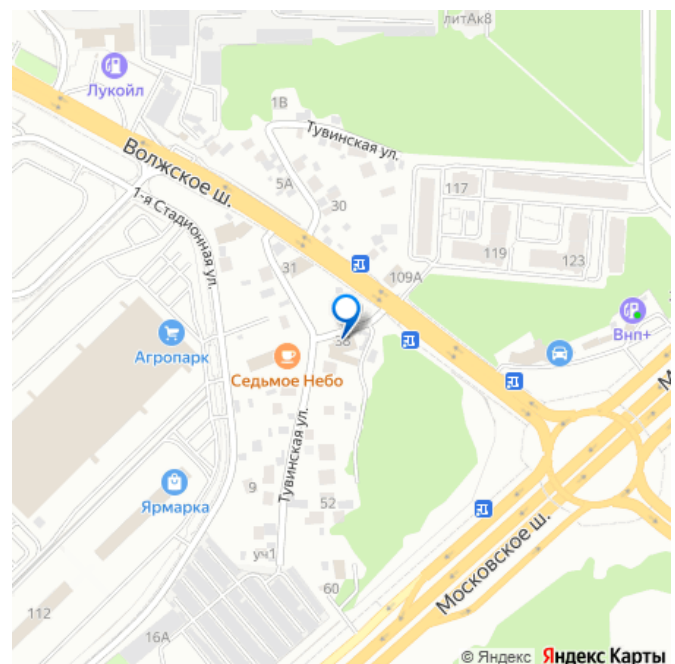 литАк8
Лукойл
1В
Тувинская ул.
Волжское ш.
5А
117
1-я Стадионная ул.
30
119
123
31
109А
Внп+
Агропарк
38
Седьмое Небо
Тувинская ул.
9
52
Ярмарка
уч1
60
Московское ш.
112
16А
М
© Яндекс Яндекс Карты